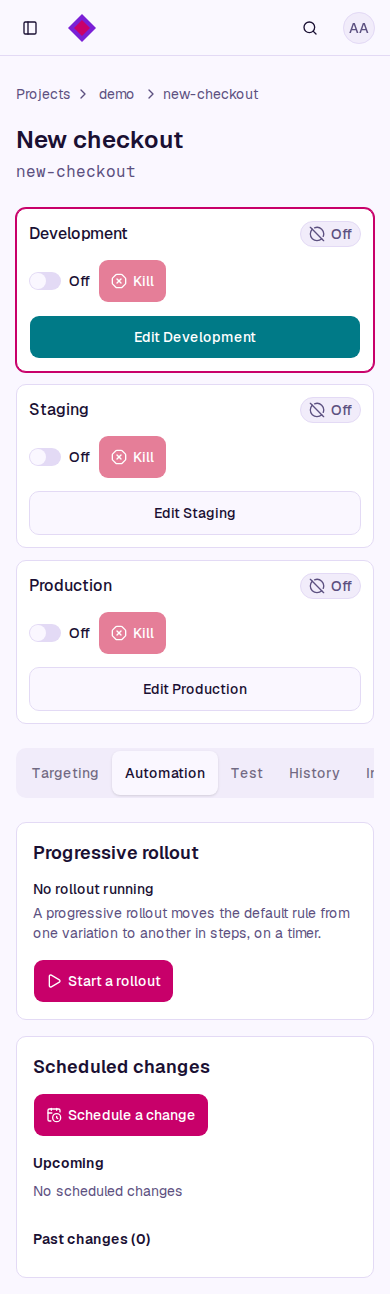 AA
Projects > demo > new-checkout
New checkout
new-checkout
Development Off
Off Kill
Edit Development
Staging Off
Off Kill
Edit Staging
Production Off
Off Kill
Edit Production
Targeting Automation Test History
Progressive rollout
No rollout running
A progressive rollout moves the default rule from
one variation to another in steps, on a timer.
Start a rollout
Scheduled changes
Schedule a change
Upcoming
No scheduled changes
Past changes (0)